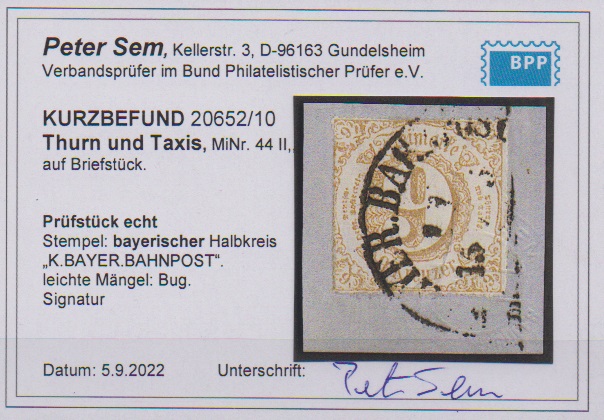 Peter Sem, Kellerstr. 3, D-96163 Gundelsheim
Verbandsprüfer im Bund Philatelistischer Prüfer e.V.
BPP
KURZBEFUND 20652/10
Thurn und Taxis, MiNr. 44 II,,
auf Briefstück.
Prüfstück echt
Stempel: bayerischer Halbkreis
„K.BAYER.BAHNPOST“.
leichte Mängel: Bug.
Signatur
9
15
Datum: 5.9.2022
Unterschrift:
Peter Sem